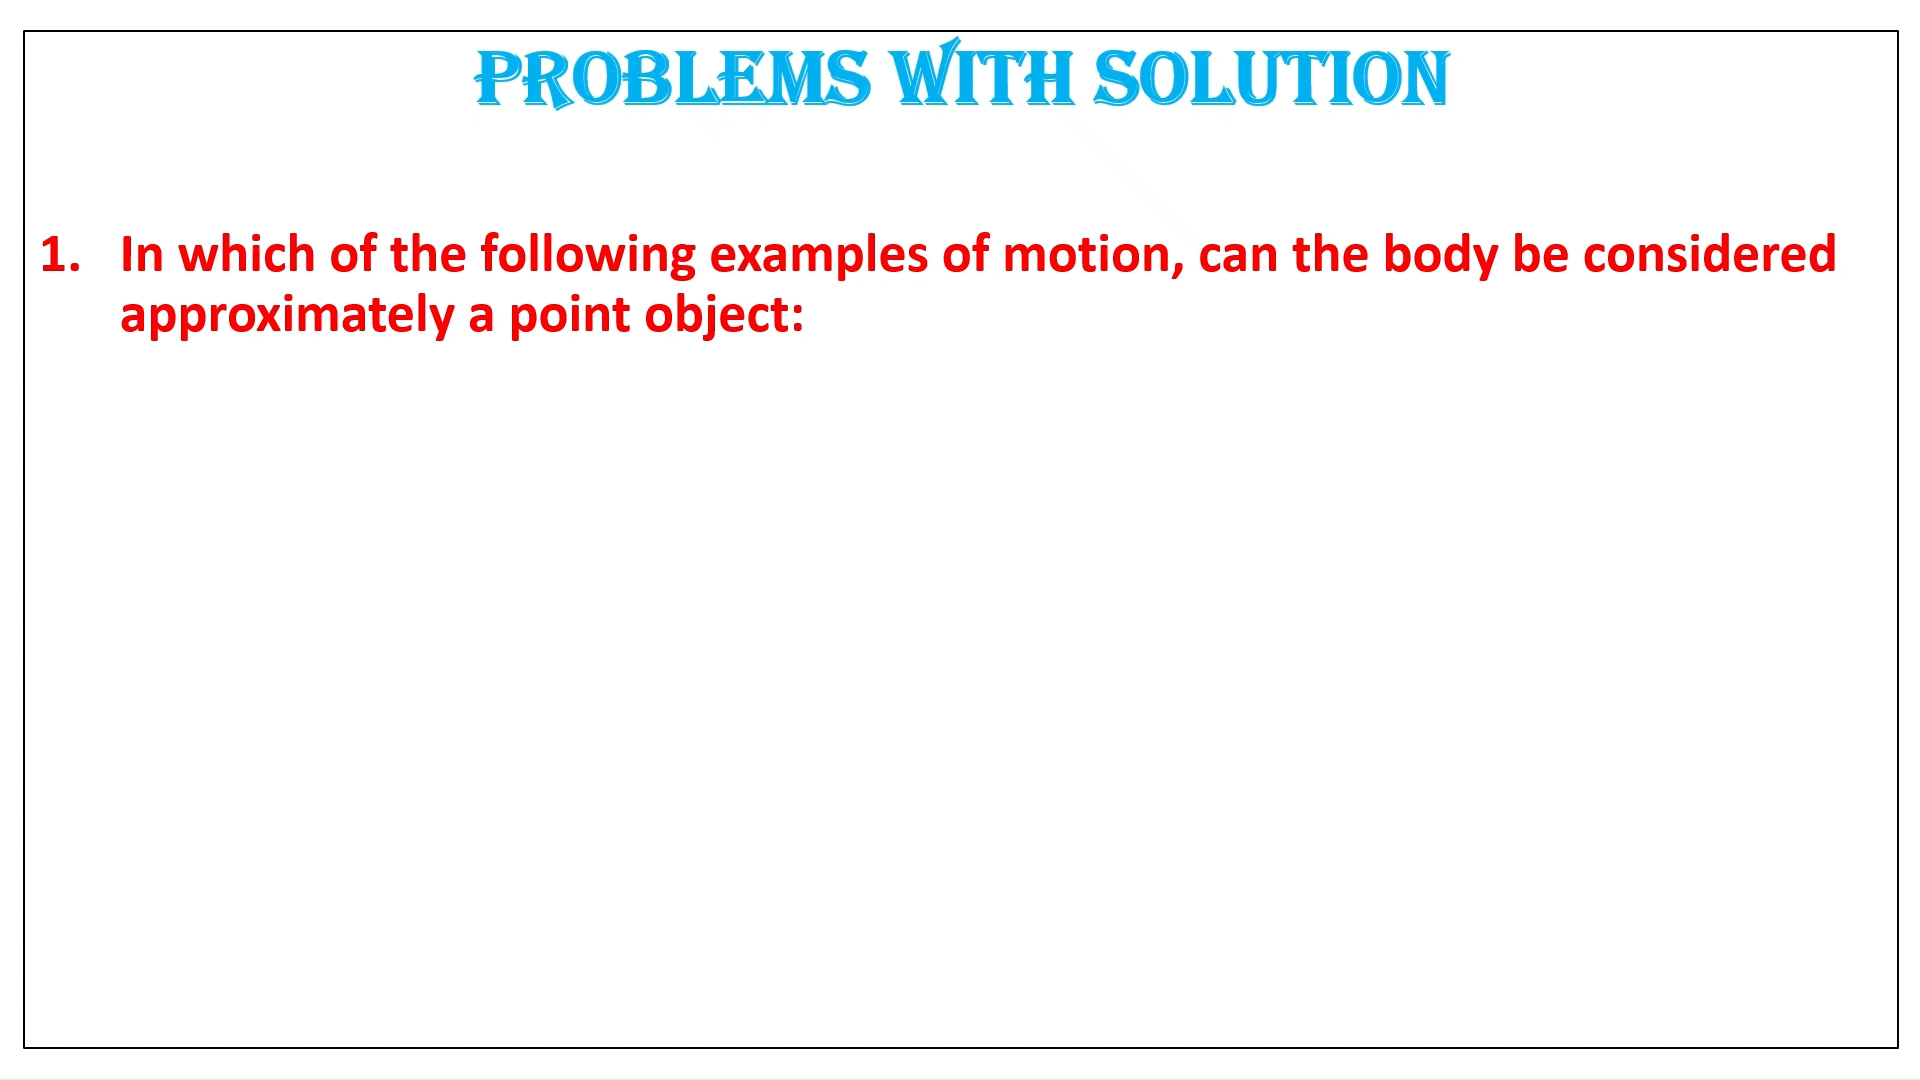 PROBLEMS WITH SOLUTION
1. In which of the following examples of motion, can the body be considered
approximately a point object: